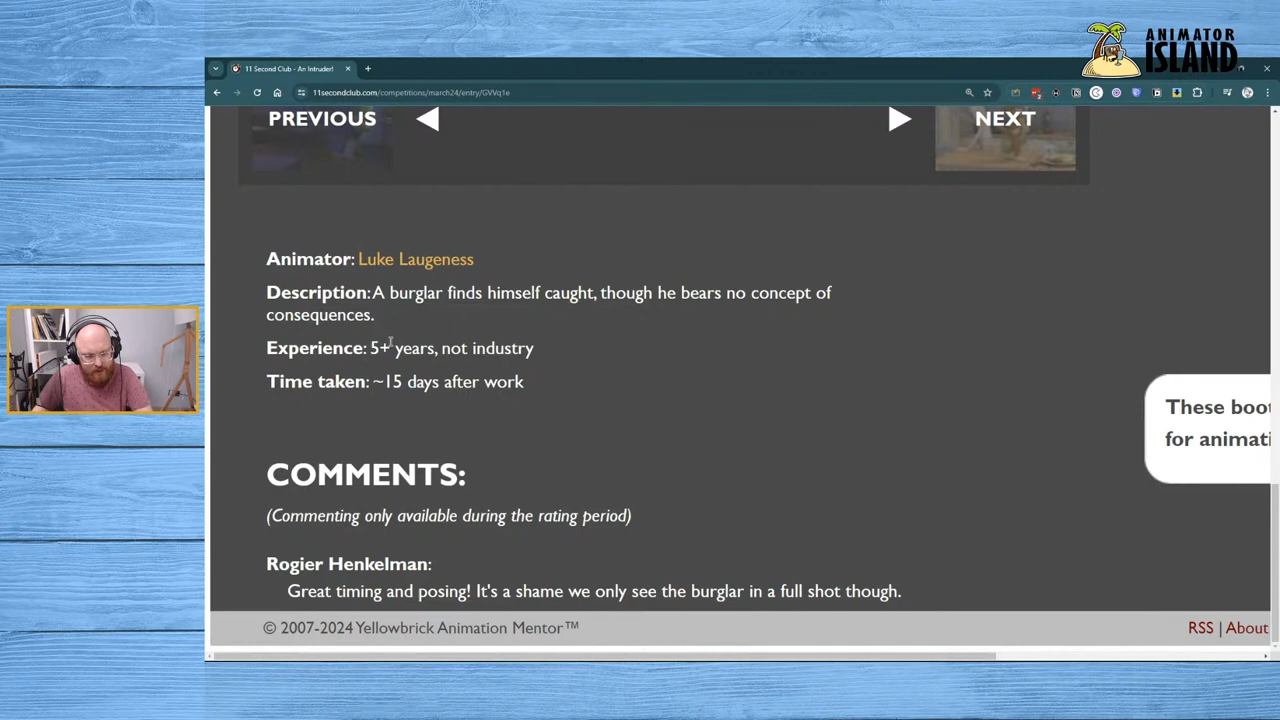 ANIMATOR
ISLAND
11 Second Club - An Intruder!
11secondclub.com/competitions/march24/entry/GVVq1e
PREVIOUS
NEXT
Animator: Luke Laugeness
Description: A burglar finds himself caught, though he bears no concept of
consequences.
Experience: 5+ years, not industry
Time taken: ~15 days after work
These boot
for animati
COMMENTS:
(Commenting only available during the rating period)
Rogier Henkelman:
Great timing and posing! It's a shame we only see the burglar in a full shot though.
© 2007-2024 Yellowbrick Animation Mentor™
RSS | About